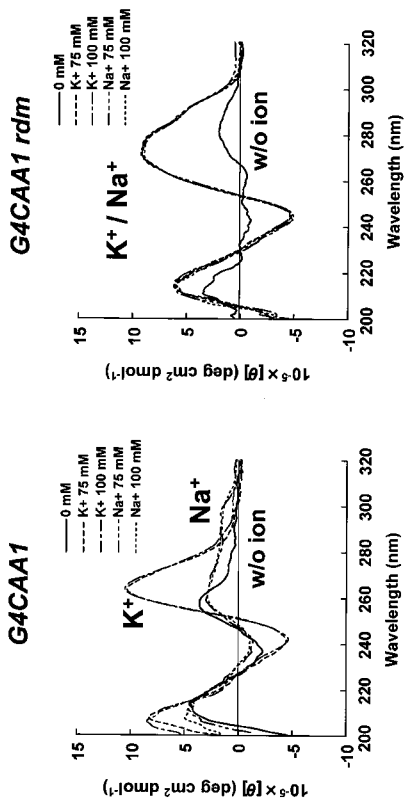 G4CAA1
0 mM
K+ 75 mM
K+ 100 mM
Na+ 75 mM
Na+ 100 mM
K⁺
Na⁺
w/o ion
15
10
5
0
-5
-10
200
220
240
260
280
300
320
10⁻⁵ × [θ] (deg cm² dmol⁻¹)
Wavelength (nm)
G4CAA1 rdm
0 mM
K+ 75 mM
K+ 100 mM
Na+ 75 mM
Na+ 100 mM
K⁺ / Na⁺
w/o ion
15
10
5
0
-5
-10
200
220
240
260
280
300
320
10⁻⁵ × [θ] (deg cm² dmol⁻¹)
Wavelength (nm)